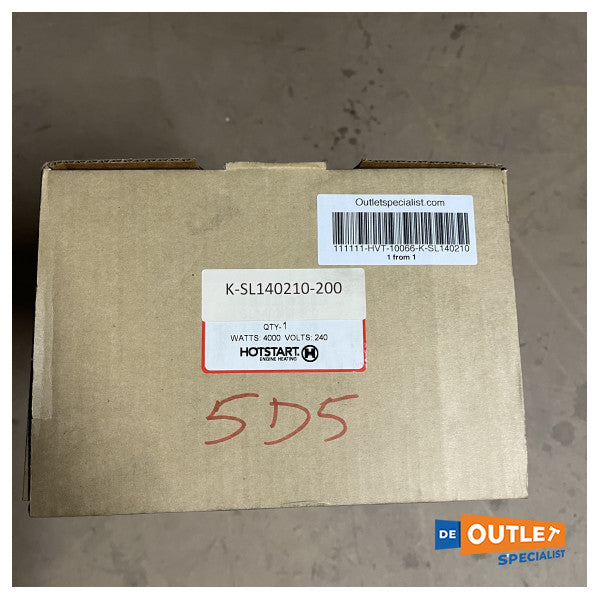 Outletspecialist.com
111111-HVT-10066-K-SL140210
1 from 1
K-SL140210-200
QTY-1
WATTS: 4000 VOLTS: 240
HOTSTART.
ENGINE HEATING
5D5
DE OUTLET
SPECIALIST